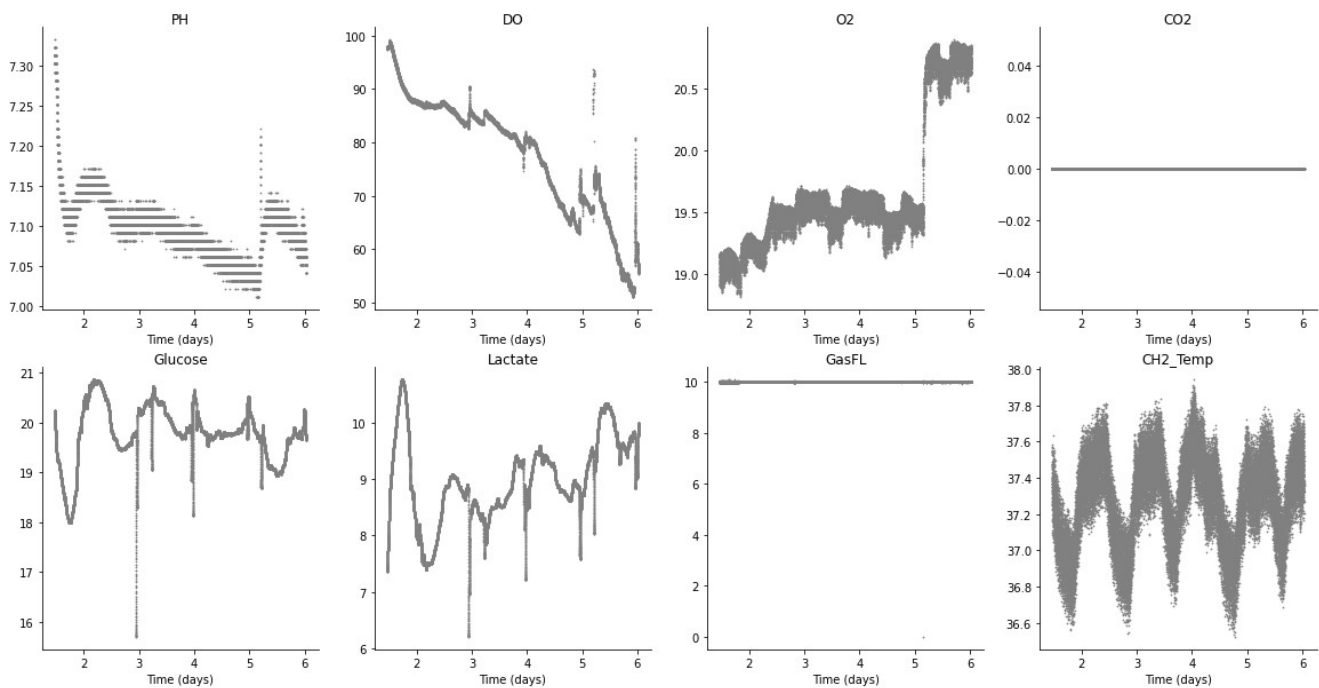 PH DO O2 CO2
7.30 100 20.5 0.04
7.25 90 20.0 0.02
7.20 80 19.5 0.00
7.15 70 19.0 −0.02
7.10 60 −0.04
7.05 50
7.00
2 3 4 5 6 2 3 4 5 6 2 3 4 5 6 2 3 4 5 6
Time (days) Time (days) Time (days) Time (days)
Glucose Lactate GasFL CH2_Temp
21 10 10 38.0
20 9 8 37.8
19 8 6 37.6
18 7 4 37.4
17 6 2 37.2
16 0 37.0
36.8
36.6
2 3 4 5 6 2 3 4 5 6 2 3 4 5 6 2 3 4 5 6
Time (days) Time (days) Time (days) Time (days)